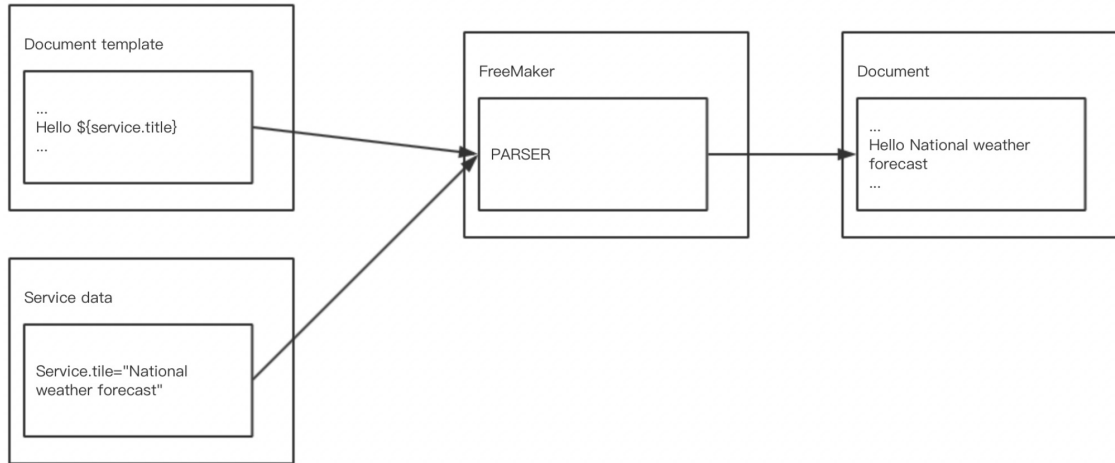 Document template
...
Hello ${service.title}
...
Service data
Service.tile="National
weather forecast"
FreeMaker
PARSER
Document
...
Hello National weather
forecast
...